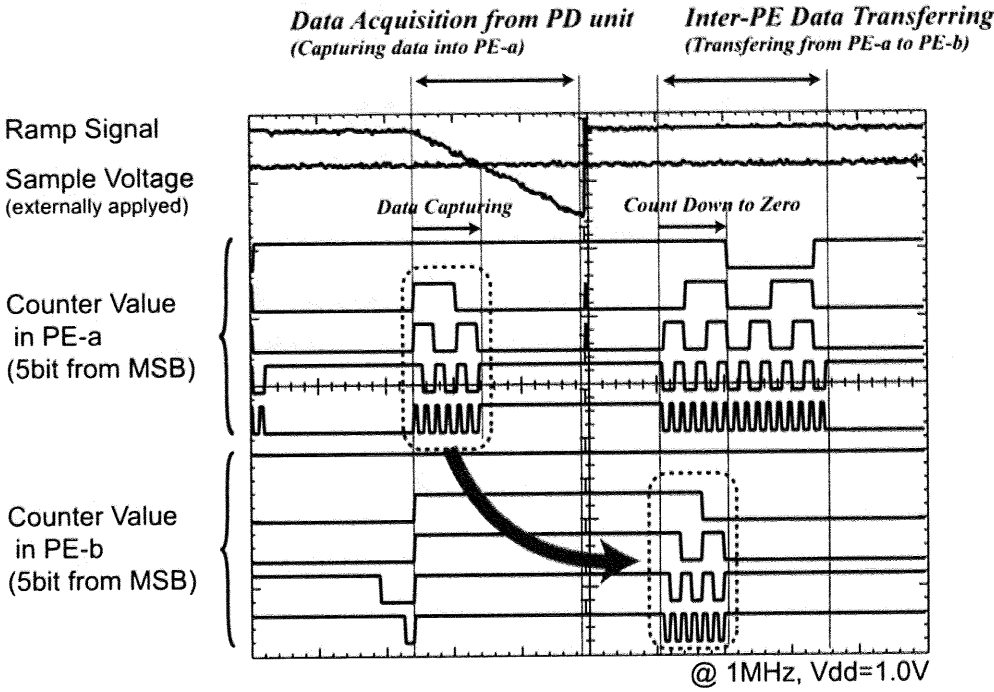 Data Acquisition from PD unit
(Capturing data into PE-a)
Inter-PE Data Transferring
(Transfering from PE-a to PE-b)
Ramp Signal
Sample Voltage
(externally applyed)
Data Capturing
Count Down to Zero
Counter Value
in PE-a
(5bit from MSB)
Counter Value
in PE-b
(5bit from MSB)
@ 1MHz, Vdd=1.0V